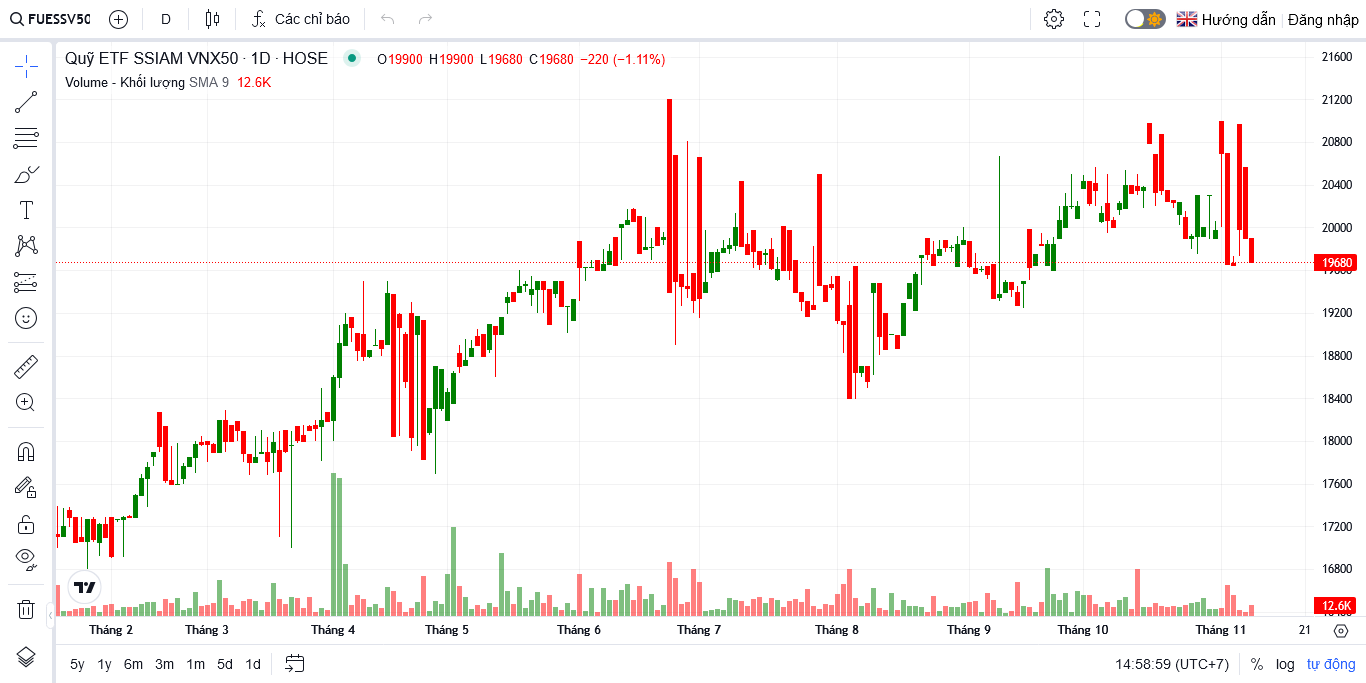 FUESSV50 D Các chỉ báo Hướng dẫn Đăng nhập
Quỹ ETF SSIAM VNX50 · 1D · HOSE O19900 H19900 L19680 C19680 −220 (−1.11%)
Volume - Khối lượng SMA 9 12.6K
21600
21200
20800
20400
20000
19680
19200
18800
18400
18000
17600
17200
16800
12.6K
Tháng 2 Tháng 3 Tháng 4 Tháng 5 Tháng 6 Tháng 7 Tháng 8 Tháng 9 Tháng 10 Tháng 11 21
5y 1y 6m 3m 1m 5d 1d 14:58:59 (UTC+7) % log tự động